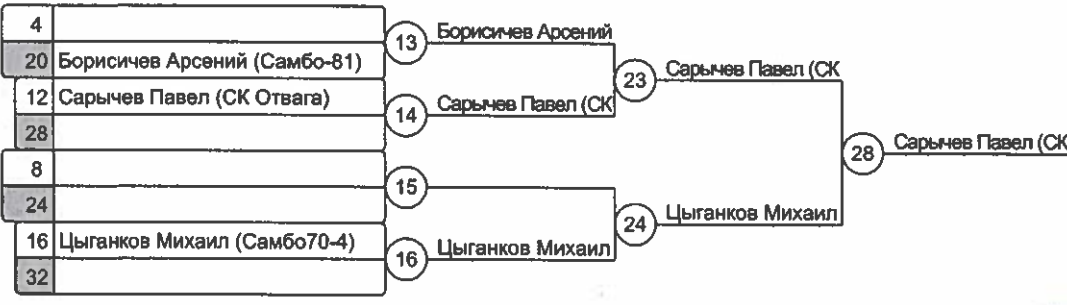 4
20 Борисичев Арсений (Самбо-81)
12 Сарычев Павел (СК Отвага)
28
8
24
16 Цыганков Михаил (Самбо70-4)
32
13 Борисичев Арсений
14 Сарычев Павел (СК
15
16 Цыганков Михаил
23 Сарычев Павел (СК
24 Цыганков Михаил
28 Сарычев Павел (СК